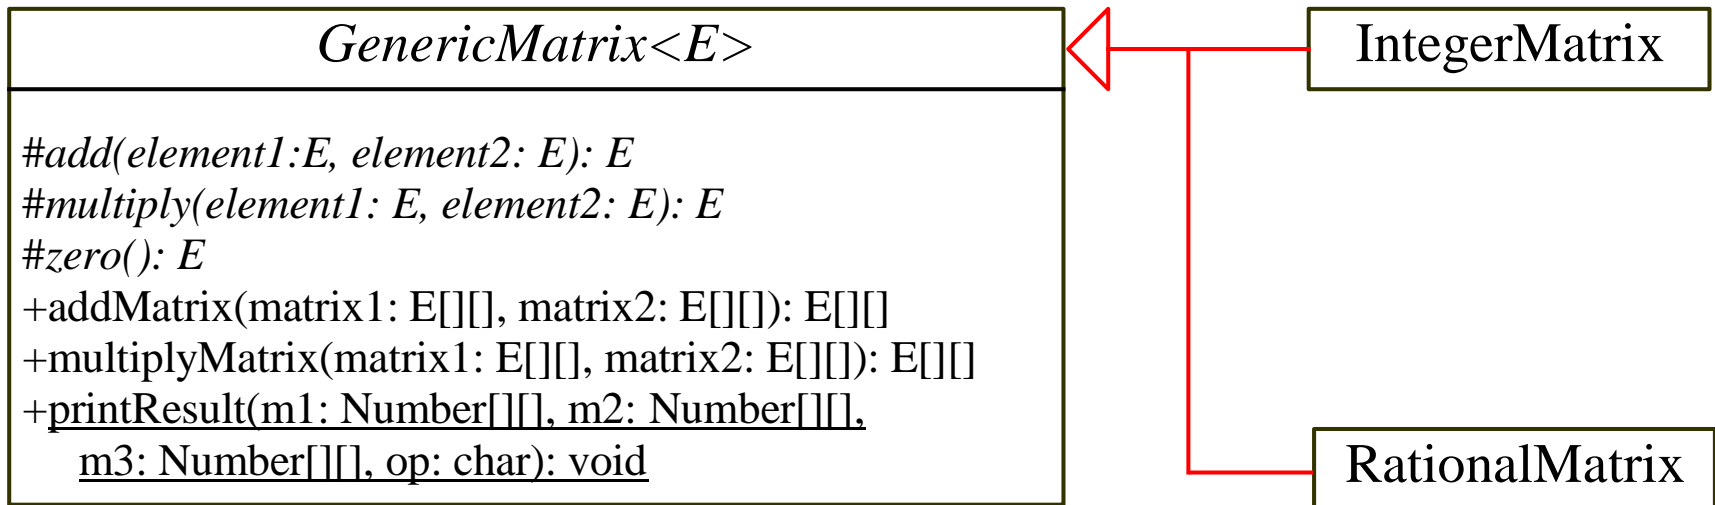 GenericMatrix<E>
#add(element1:E, element2: E): E
#multiply(element1: E, element2: E): E
#zero(): E
+addMatrix(matrix1: E[][], matrix2: E[][]): E[][]
+multiplyMatrix(matrix1: E[][], matrix2: E[][]): E[][]
+printResult(m1: Number[][], m2: Number[][],
m3: Number[][], op: char): void
IntegerMatrix
RationalMatrix